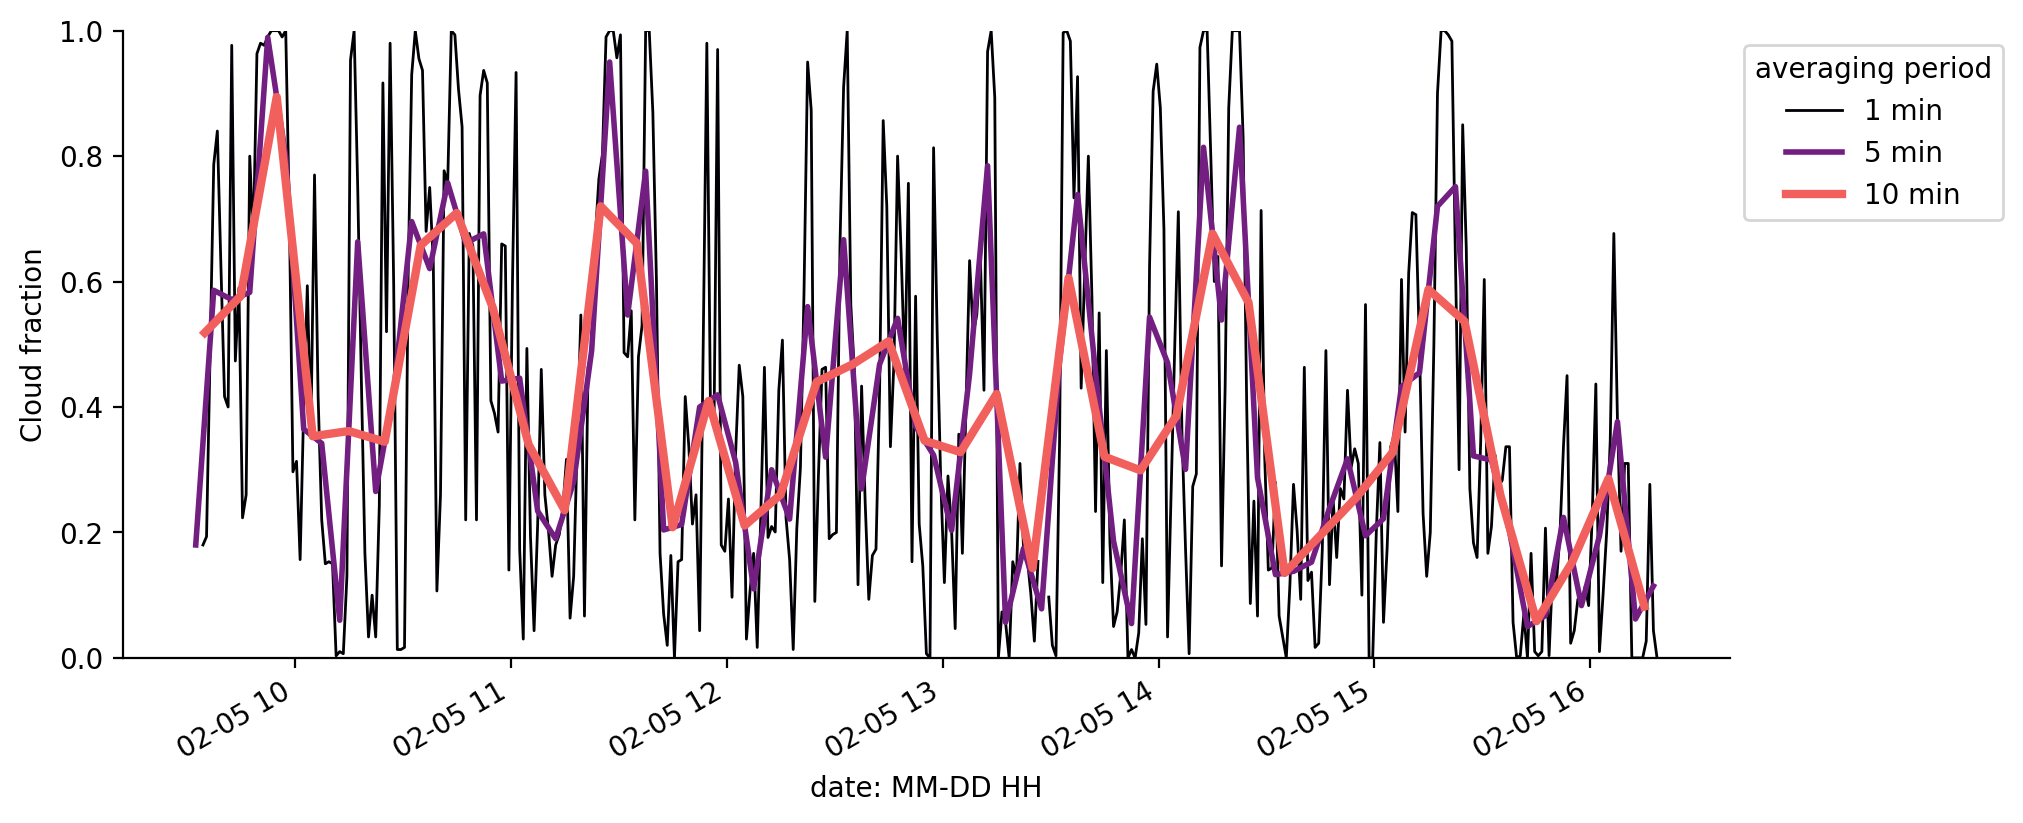 1.0
0.8
0.6
0.4
0.2
0.0
Cloud fraction
02-05 10
02-05 11
02-05 12
02-05 13
02-05 14
02-05 15
02-05 16
date: MM-DD HH
averaging period
1 min
5 min
10 min